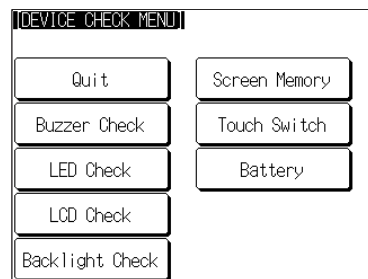 [DEVICE CHECK MENU]
Quit
Screen Memory
Buzzer Check
Touch Switch
LED Check
Battery
LCD Check
Backlight Check